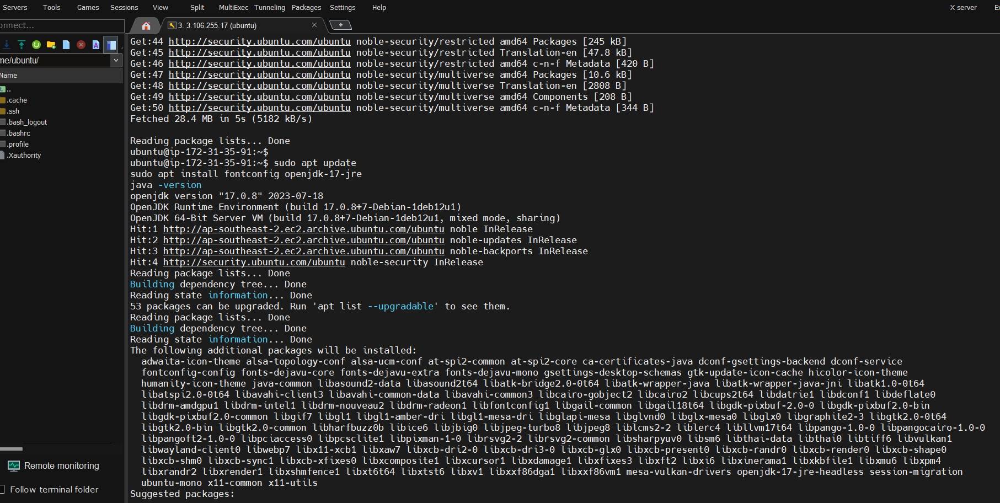 Servers Tools Games Sessions View Split MultiExec Tunneling Packages Settings Help X server
onnect...
3. 3.106.255.17 (ubuntu)
me/ubuntu/
Name
..
.cache
.ssh
.bash_logout
.bashrc
.profile
.Xauthority
Remote monitoring
Follow terminal folder
Get:44 http://security.ubuntu.com/ubuntu noble-security/restricted amd64 Packages [245 kB]
Get:45 http://security.ubuntu.com/ubuntu noble-security/restricted Translation-en [47.8 kB]
Get:46 http://security.ubuntu.com/ubuntu noble-security/restricted amd64 c-n-f Metadata [420 B]
Get:47 http://security.ubuntu.com/ubuntu noble-security/multiverse amd64 Packages [10.6 kB]
Get:48 http://security.ubuntu.com/ubuntu noble-security/multiverse Translation-en [2808 B]
Get:49 http://security.ubuntu.com/ubuntu noble-security/multiverse amd64 Components [208 B]
Get:50 http://security.ubuntu.com/ubuntu noble-security/multiverse amd64 c-n-f Metadata [344 B]
Fetched 28.4 MB in 5s (5182 kB/s)
Reading package lists... Done
ubuntu@ip-172-31-35-91:~$
ubuntu@ip-172-31-35-91:~$ sudo apt update
sudo apt install fontconfig openjdk-17-jre
java -version
openjdk version "17.0.8" 2023-07-18
OpenJDK Runtime Environment (build 17.0.8+7-Debian-1deb12u1)
OpenJDK 64-Bit Server VM (build 17.0.8+7-Debian-1deb12u1, mixed mode, sharing)
Hit:1 http://ap-southeast-2.ec2.archive.ubuntu.com/ubuntu noble InRelease
Hit:2 http://ap-southeast-2.ec2.archive.ubuntu.com/ubuntu noble-updates InRelease
Hit:3 http://ap-southeast-2.ec2.archive.ubuntu.com/ubuntu noble-backports InRelease
Hit:4 http://security.ubuntu.com/ubuntu noble-security InRelease
Reading package lists... Done
Building dependency tree... Done
Reading state information... Done
53 packages can be upgraded. Run 'apt list --upgradable' to see them.
Reading package lists... Done
Building dependency tree... Done
Reading state information... Done
The following additional packages will be installed:
adwaita-icon-theme alsa-topology-conf alsa-ucm-conf at-spi2-common at-spi2-core ca-certificates-java dconf-gsettings-backend dconf-service
fontconfig-config fonts-dejavu-core fonts-dejavu-extra fonts-dejavu-mono gsettings-desktop-schemas gtk-update-icon-cache hicolor-icon-theme
humanity-icon-theme java-common libasound2-data libasound2t64 libatk-bridge2.0-0t64 libatk-wrapper-java libatk-wrapper-java-jni libatk1.0-0t64
libatspi2.0-0t64 libavahi-client3 libavahi-common-data libavahi-common3 libcairo-gobject2 libcairo2 libcups2t64 libdatrie1 libdconf1 libdeflate0
libdrm-amdgpu1 libdrm-intel1 libdrm-nouveau2 libdrm-radeon1 libfontconfig1 libgail-common libgail18t64 libgdk-pixbuf-2.0-0 libgdk-pixbuf2.0-bin
libgdk-pixbuf2.0-common libgif7 libgl1 libgl1-amber-dri libgl1-mesa-dri libglapi-mesa libglvnd0 libglx-mesa0 libglx0 libgraphite2-3 libgtk2.0-0t64
libgtk2.0-bin libgtk2.0-common libharfbuzz0b libice6 libjbig0 libjpeg-turbo8 libjpeg8 liblcms2-2 liblerc4 libllvm17t64 libpango-1.0-0 libpangocairo-1.0-0
libpangoft2-1.0-0 libpciaccess0 libpcsclite1 libpixman-1-0 librsvg2-2 librsvg2-common libsharpyuv0 libsm6 libthai-data libthai0 libtiff6 libvulkan1
libwayland-client0 libwebp7 libx11-xcb1 libxaw7 libxcb-dri2-0 libxcb-dri3-0 libxcb-glx0 libxcb-present0 libxcb-randr0 libxcb-render0 libxcb-shape0
libxcb-shm0 libxcb-sync1 libxcb-xfixes0 libxcomposite1 libxcursor1 libxdamage1 libxfixes3 libxft2 libxi6 libxinerama1 libxkbfile1 libxmu6 libxpm4
libxrandr2 libxrender1 libxshmfence1 libxt6t64 libxtst6 libxv1 libxxf86dga1 libxxf86vm1 mesa-vulkan-drivers openjdk-17-jre-headless session-migration
ubuntu-mono x11-common x11-utils
Suggested packages: